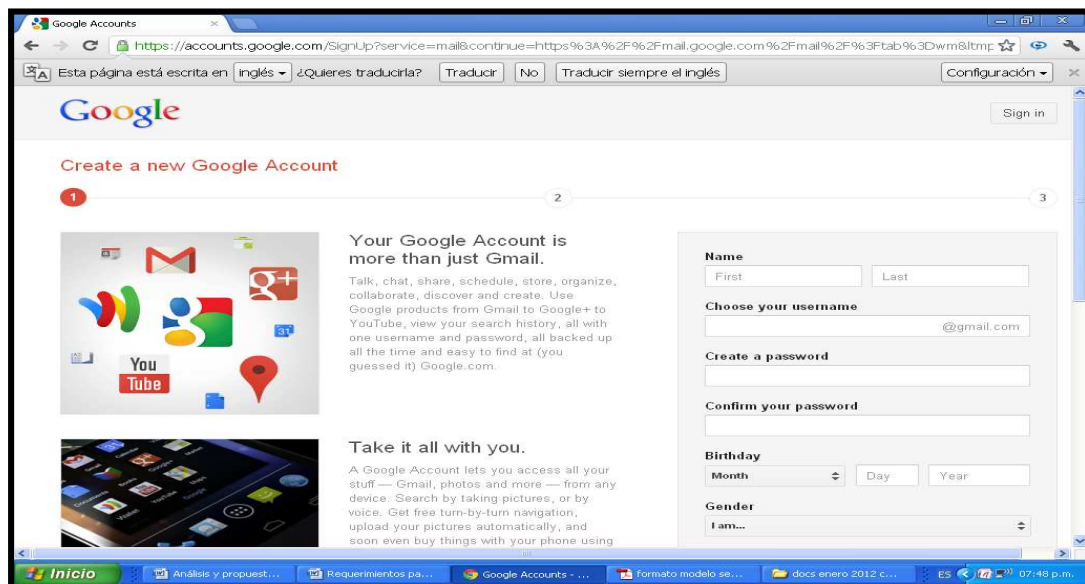 Google Accounts
https://accounts.google.com/SignUp?service=mail&continue=https%3A%2F%2Fmail.google.com%2Fmail%2F%3Ftab%3Dwm&ltmp
Esta página está escrita en inglés ¿Quieres traducirla? Traducir No Traducir siempre el inglés Configuración
Google Sign in
Create a new Google Account
1 2 3
Your Google Account is
more than just Gmail.
Talk, chat, share, schedule, store, organize,
collaborate, discover and create. Use
Google products from Gmail to Google+ to
YouTube, view your search history, all with
one username and password, all backed up
all the time and easy to find at (you
guessed it) Google.com.
g+
g
31
You
Tube
Take it all with you.
A Google Account lets you access all your
stuff — Gmail, photos and more — from any
device. Search by taking pictures, or by
voice. Get free turn-by-turn navigation,
upload your pictures automatically, and
soon even buy things with your phone using
Name
First Last
Choose your username
@gmail.com
Create a password
Confirm your password
Birthday
Month Day Year
Gender
I am...
Inicio Análisis y propuest... Requerimientos pa... Google Accounts - ... formato modelo se... docs enero 2012 c... ES 07:48 p.m.